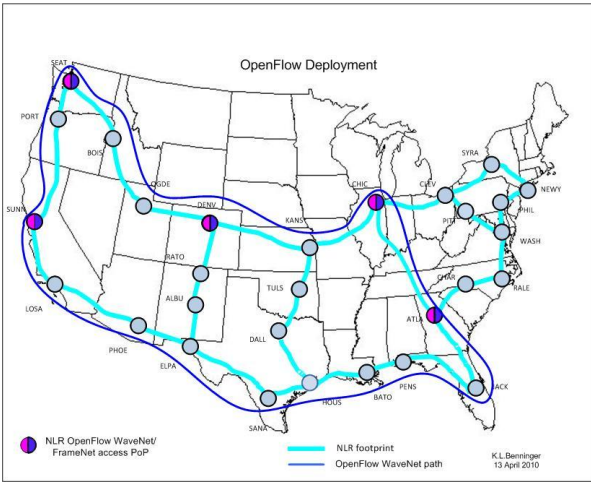 OpenFlow Deployment
SEAT
PORT
BOIS
SYRA
OGDE
CHIC
CLEV
NEWY
DENV
SUNN
KANS
PITT
PHIL
WASH
RATO
TULS
CHAR
RALE
ALBU
LOSA
ATLA
DALL
PHOE
ELPA
JACK
PENS
BATO
HOUS
SANA
NLR OpenFlow WaveNet/
FrameNet access PoP
NLR footprint
OpenFlow WaveNet path
K.L.Benninger
13 April 2010